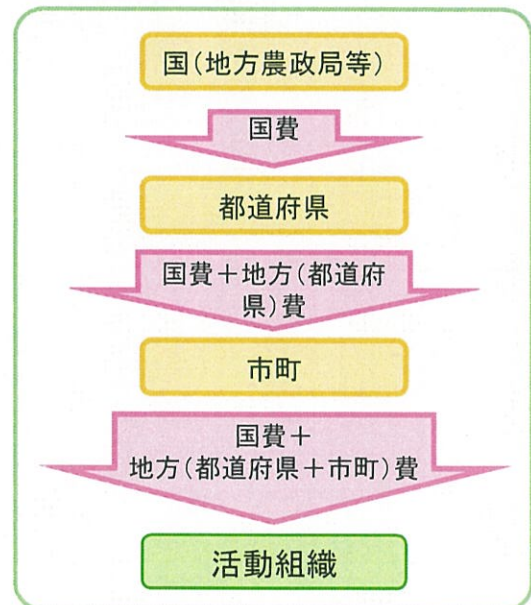 国(地方農政局等)
国費
都道府県
国費+地方(都道府
県)費
市町
国費+
地方(都道府県+市町)費
活動組織